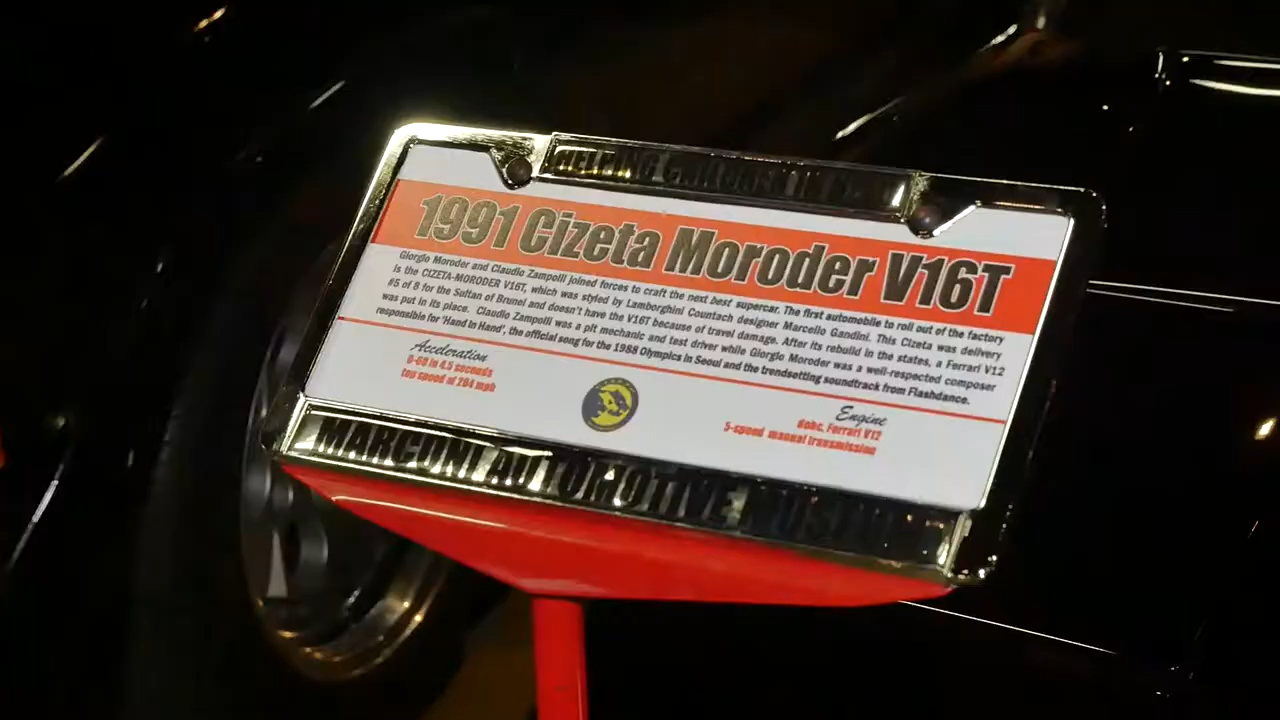 HELPING CHILDREN IN
1991 Cizeta Moroder V16T
Giorgio Moroder and Claudio Zampolli joined forces to craft the next best supercar. The first automobile to roll out of the factory
is the CIZETA-MORODER V16T, which was styled by Lamborghini Countach designer Marcello Gandini. This Cizeta was delivery
#5 of 8 for the Sultan of Brunei and doesn't have the V16T because of travel damage. After its rebuild in the states, a Ferrari V12
was put in its place. Claudio Zampolli was a pit mechanic and test driver while Giorgio Moroder was a well-respected composer
responsible for 'Hand in Hand', the official song for the 1988 Olympics in Seoul and the trendsetting soundtrack from Flashdance.
Acceleration
0-60 in 4.5 seconds
top speed of 204 mph
Engine
dohc, Ferrari V12
5-speed manual transmission
MARCONI AUTOMOTIVE MUSEUM